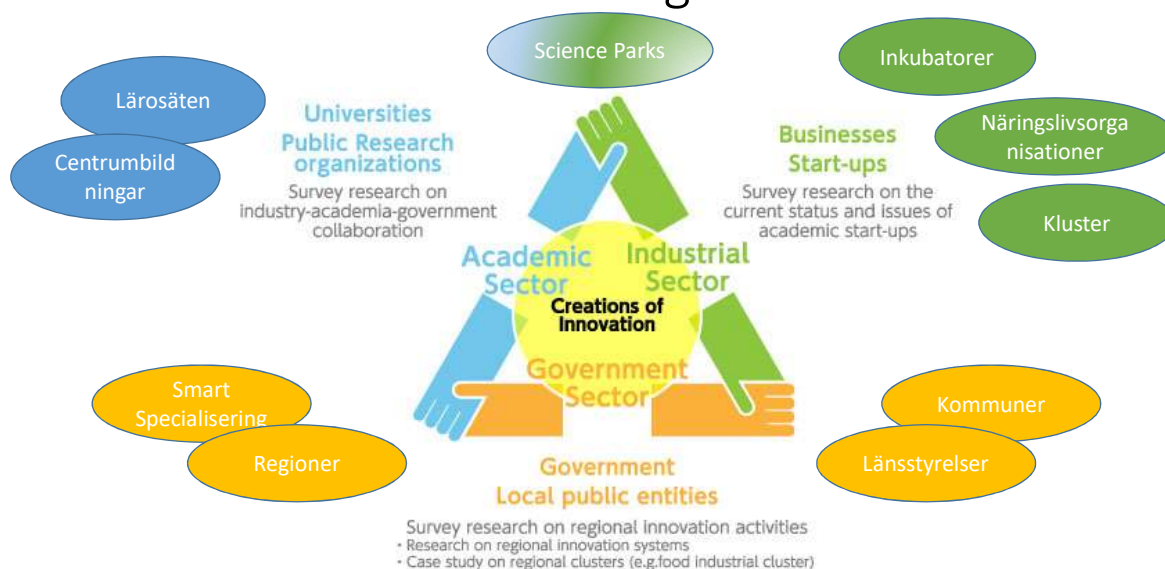 Science Parks
Inkubatorer
Lärosäten
Näringslivsorga
nisationer
Centrumbild
ningar
Kluster
Universities
Public Research
organizations
Survey research on
industry-academia-government
collaboration
Businesses
Start-ups
Survey research on the
current status and issues of
academic start-ups
Academic
Sector
Industrial
Sector
Creations of
Innovation
Government
Sector
Smart
Specialisering
Regioner
Kommuner
Länsstyrelser
Government
Local public entities
Survey research on regional innovation activities
・Research on regional innovation systems
・Case study on regional clusters (e.g.food industrial cluster)